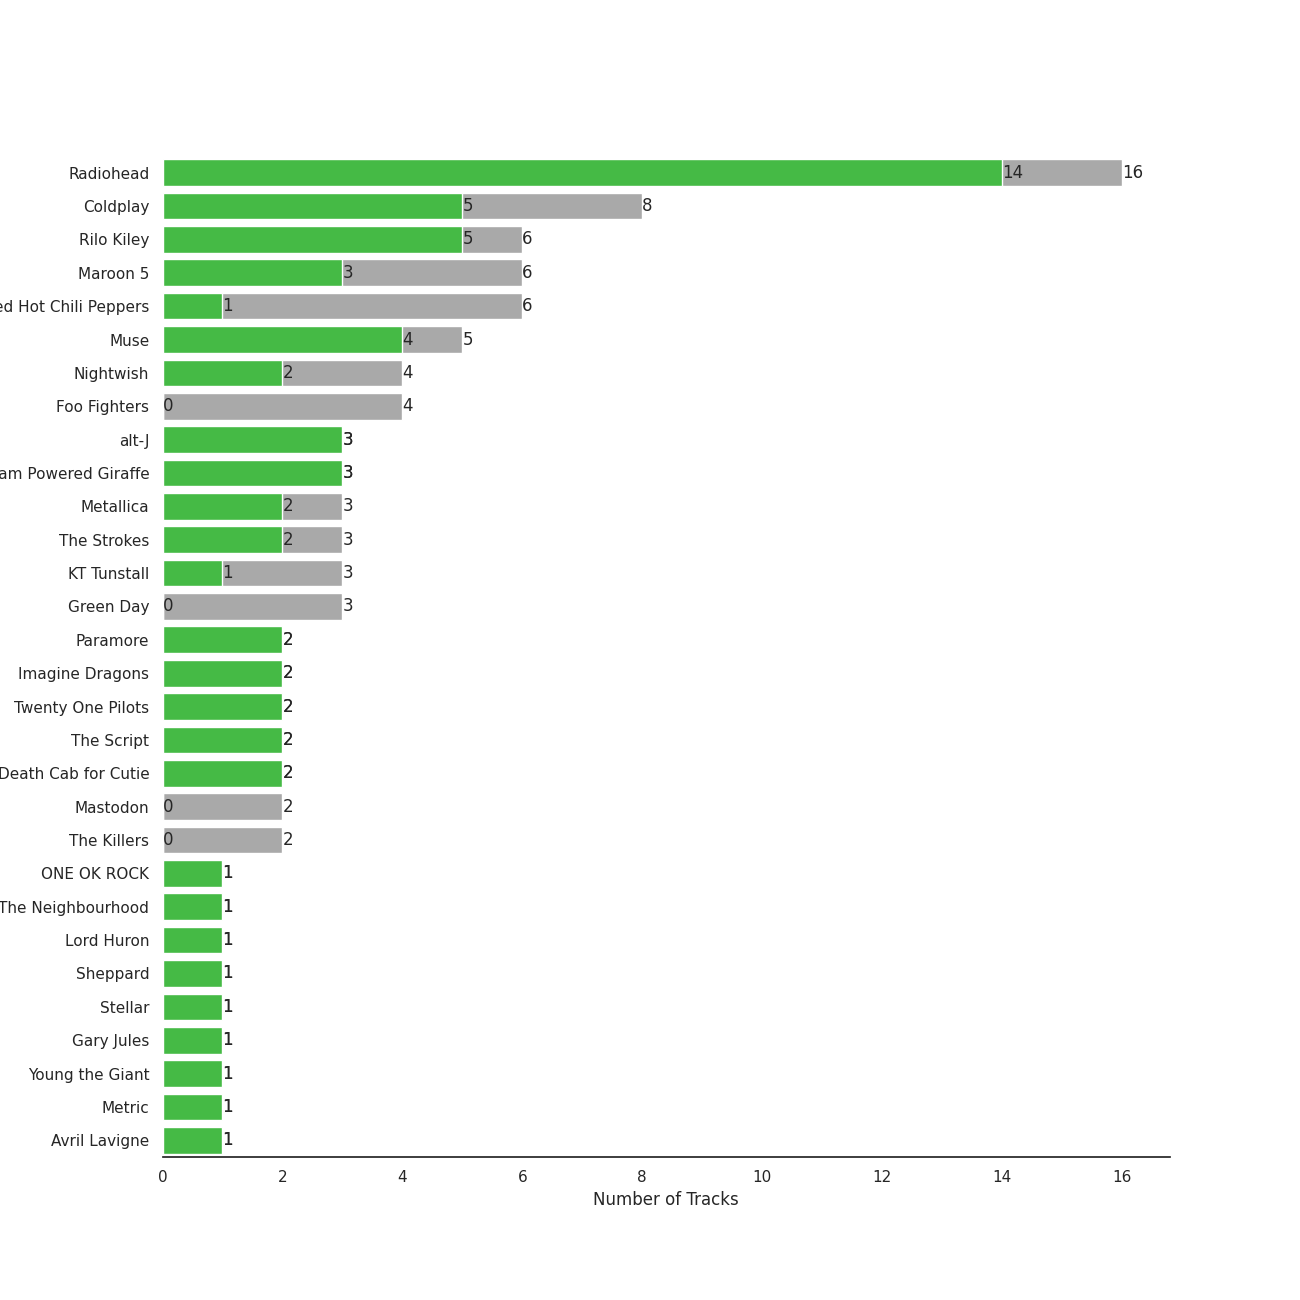 Radiohead 14 16
Coldplay 5 8
Rilo Kiley 5 6
Maroon 5 3 6
ed Hot Chili Peppers 1 6
Muse 4 5
Nightwish 2 4
Foo Fighters 0 4
alt-J 3
am Powered Giraffe 3
Metallica 2 3
The Strokes 2 3
KT Tunstall 1 3
Green Day 0 3
Paramore 2
Imagine Dragons 2
Twenty One Pilots 2
The Script 2
Death Cab for Cutie 2
Mastodon 0 2
The Killers 0 2
ONE OK ROCK 1
The Neighbourhood 1
Lord Huron 1
Sheppard 1
Stellar 1
Gary Jules 1
Young the Giant 1
Metric 1
Avril Lavigne 1
0 2 4 6 8 10 12 14 16
Number of Tracks